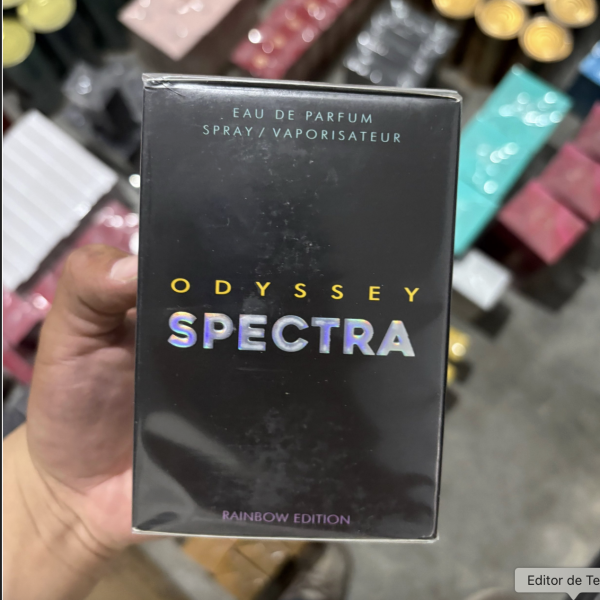 EAU DE PARFUM
SPRAY / VAPORISATEUR
ODYSSEY
SPECTRA
RAINBOW EDITION
Editor de Te